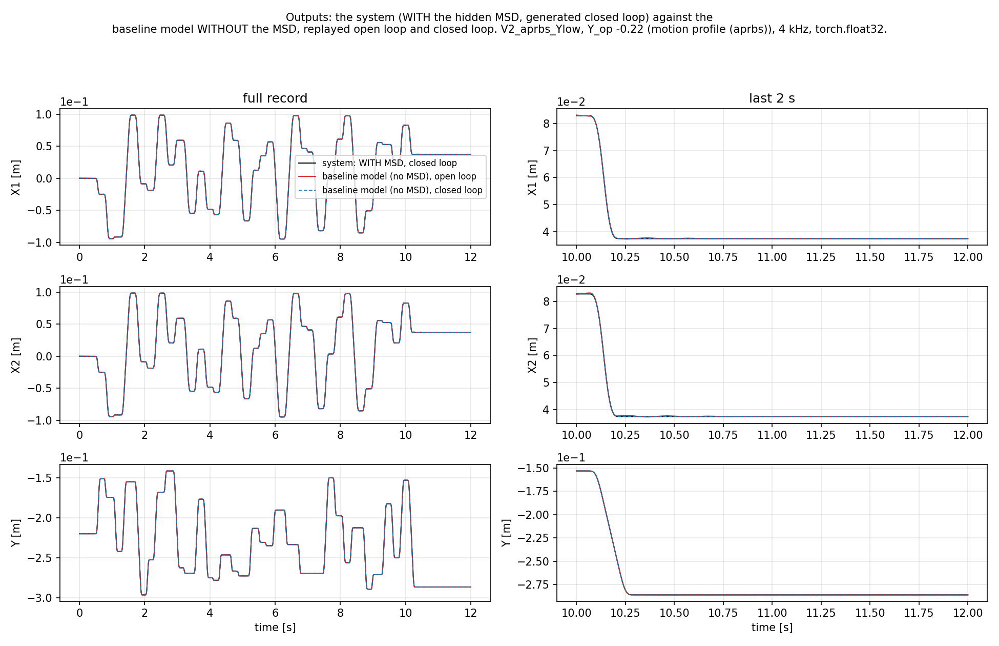 Outputs: the system (WITH the hidden MSD, generated closed loop) against the
baseline model WITHOUT the MSD, replayed open loop and closed loop. V2_aprbs_Ylow, Y_op -0.22 (motion profile (aprbs)), 4 kHz, torch.float32.
full record
1e−1
X1 [m]
1.0
0.5
0.0
−0.5
−1.0
system: WITH MSD, closed loop
baseline model (no MSD), open loop
baseline model (no MSD), closed loop
0 2 4 6 8 10 12
last 2 s
1e−2
X1 [m]
8
7
6
5
4
10.00 10.25 10.50 10.75 11.00 11.25 11.50 11.75 12.00
1e−1
X2 [m]
1.0
0.5
0.0
−0.5
−1.0
0 2 4 6 8 10 12
1e−2
X2 [m]
8
7
6
5
4
10.00 10.25 10.50 10.75 11.00 11.25 11.50 11.75 12.00
1e−1
Y [m]
−1.5
−2.0
−2.5
−3.0
0 2 4 6 8 10 12
time [s]
1e−1
Y [m]
−1.50
−1.75
−2.00
−2.25
−2.50
−2.75
10.00 10.25 10.50 10.75 11.00 11.25 11.50 11.75 12.00
time [s]